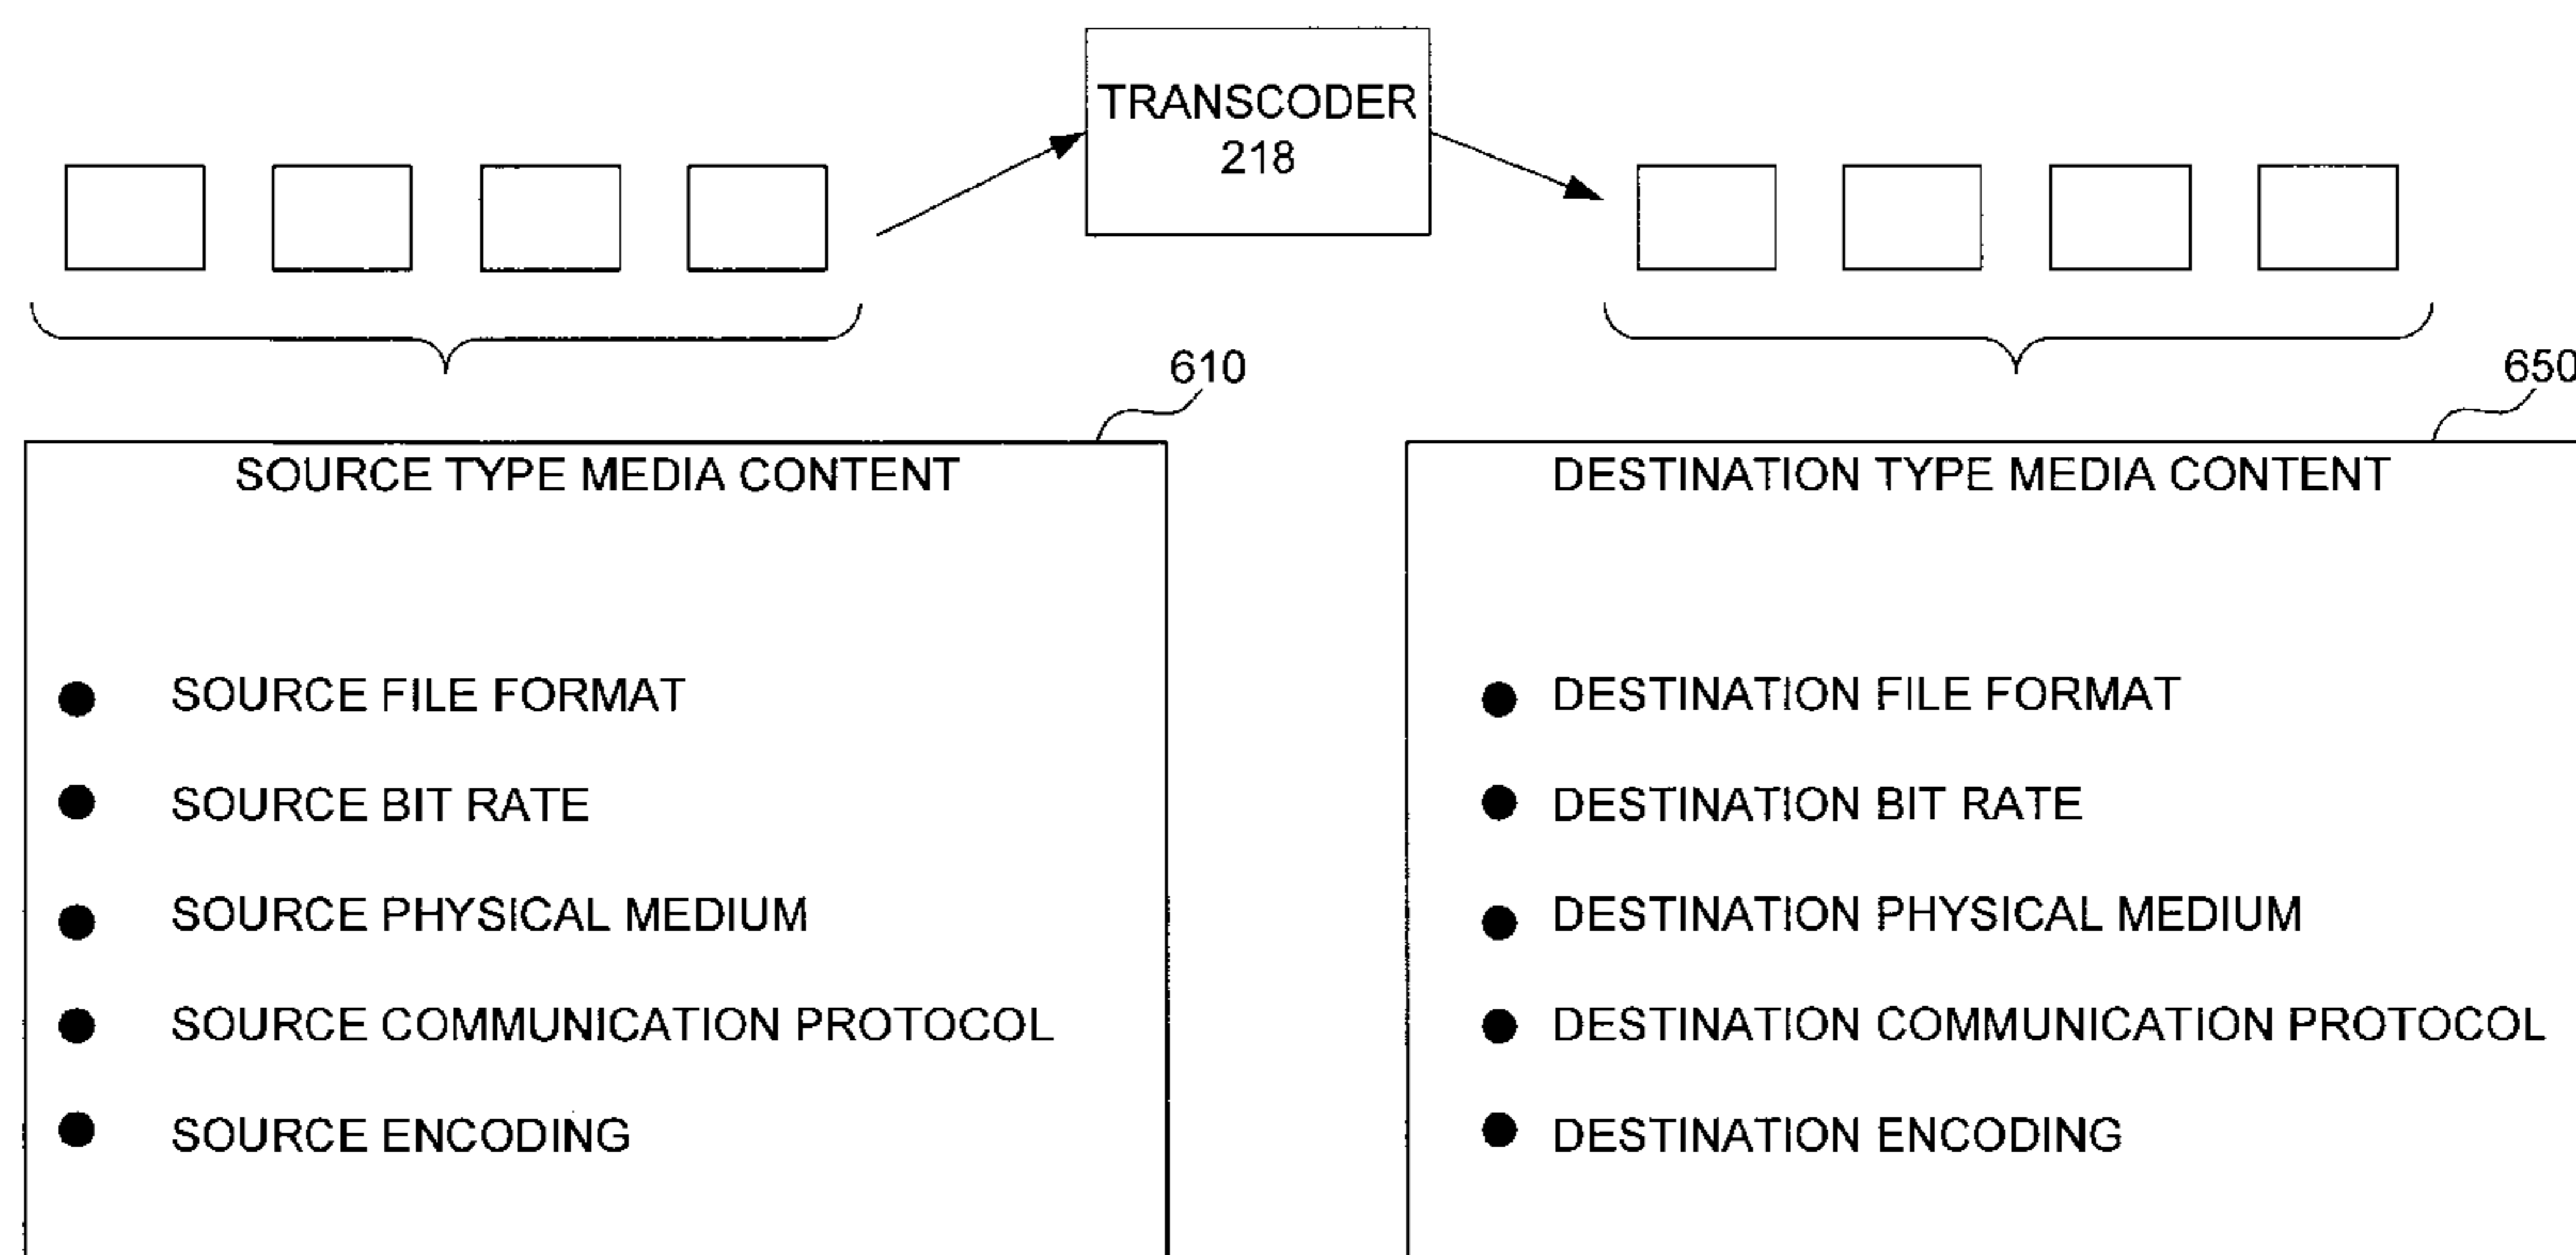 TRANSCODER
218
610
650
SOURCE TYPE MEDIA CONTENT
SOURCE FILE FORMAT
SOURCE BIT RATE
SOURCE PHYSICAL MEDIUM
SOURCE COMMUNICATION PROTOCOL
SOURCE ENCODING
DESTINATION TYPE MEDIA CONTENT
DESTINATION FILE FORMAT
DESTINATION BIT RATE
DESTINATION PHYSICAL MEDIUM
DESTINATION COMMUNICATION PROTOCOL
DESTINATION ENCODING